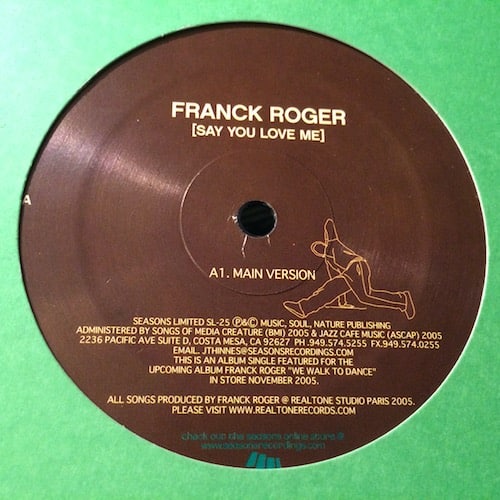 FRANCK ROGER
[SAY YOU LOVE ME]
A
A1. MAIN VERSION
SEASONS LIMITED SL-25 ℗&© MUSIC, SOUL, NATURE PUBLISHING
ADMINISTERED BY SONGS OF MEDIA CREATURE (BMI) 2005 & JAZZ CAFE MUSIC (ASCAP) 2005
2236 PACIFIC AVE SUITE D, COSTA MESA, CA 92627 PH .949.574.5255 FX.949.574.0255
EMAIL. JTHINNES@SEASONSRECORDINGS.COM
THIS IS AN ALBUM SINGLE FEATURED FOR THE
UPCOMING ALBUM FRANCK ROGER "WE WALK TO DANCE"
IN STORE NOVEMBER 2005.
ALL SONGS PRODUCED BY FRANCK ROGER @ REALTONE STUDIO PARIS 2005.
PLEASE VISIT WWW.REALTONERECORDS.COM
check out the seasons online store @
www.seasonsrecordings.com